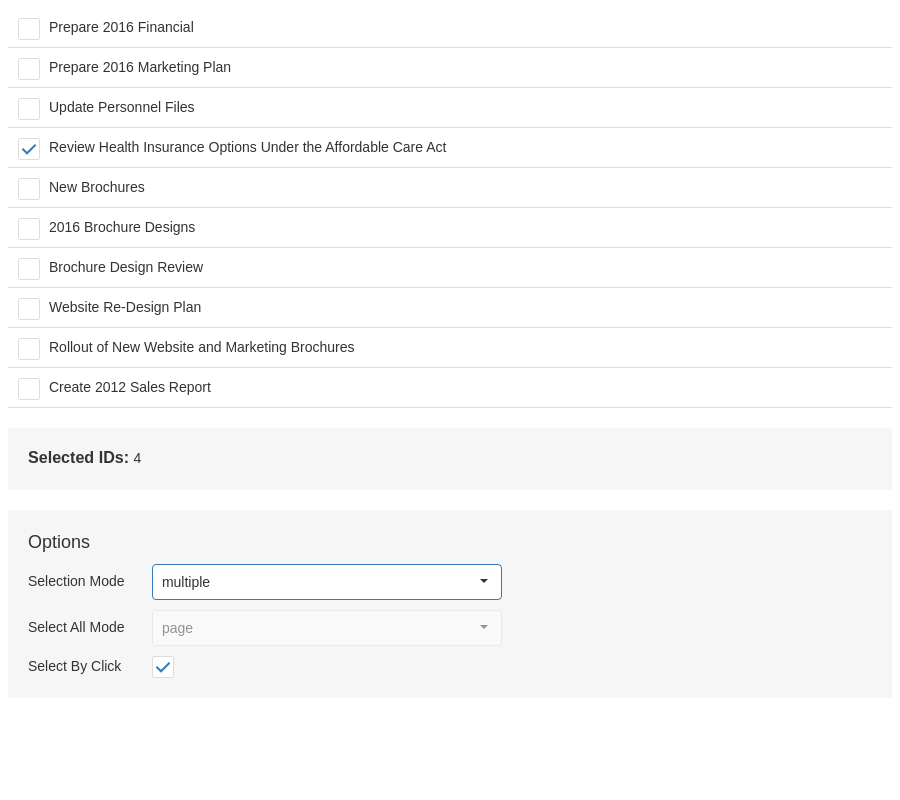 Prepare 2016 Financial
Prepare 2016 Marketing Plan
Update Personnel Files
Review Health Insurance Options Under the Affordable Care Act
New Brochures
2016 Brochure Designs
Brochure Design Review
Website Re-Design Plan
Rollout of New Website and Marketing Brochures
Create 2012 Sales Report
Selected IDs: 4
Options
Selection Mode multiple
Select All Mode page
Select By Click